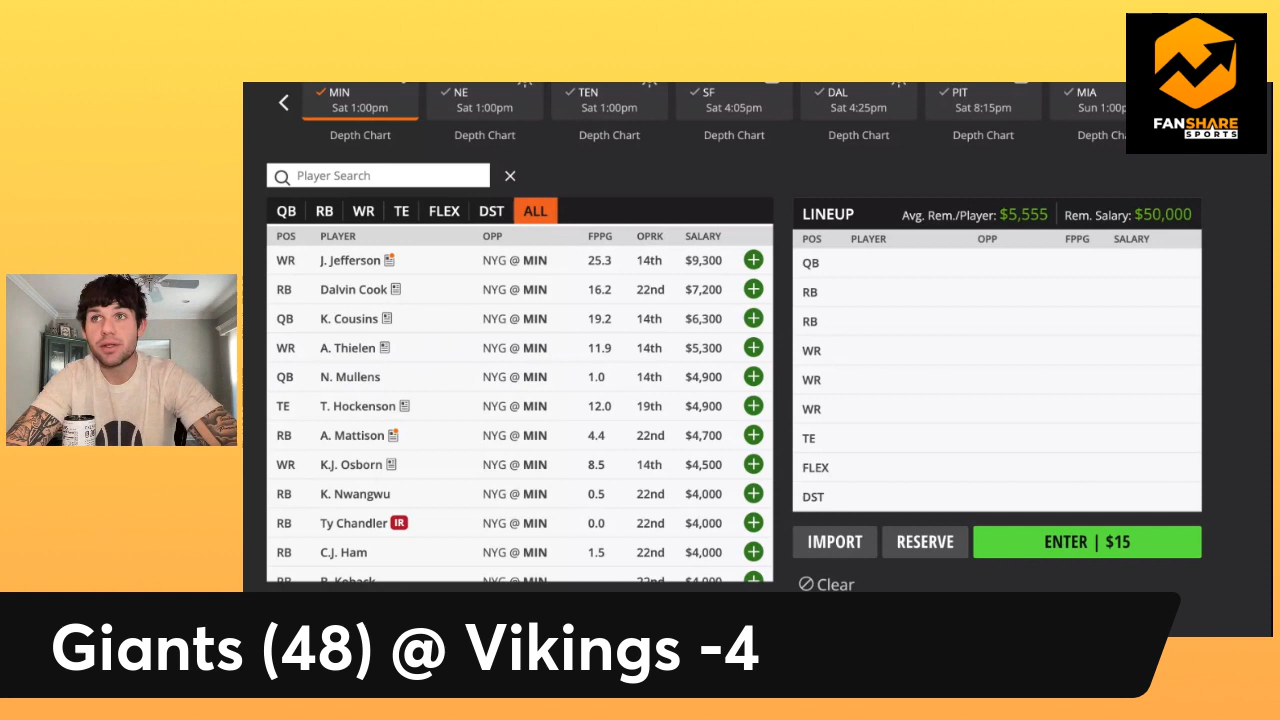 MIN NE TEN SF DAL PIT MIA
Sat 1:00pm Sat 1:00pm Sat 1:00pm Sat 4:05pm Sat 4:25pm Sat 8:15pm Sun 1:00p
Depth Chart Depth Chart Depth Chart Depth Chart Depth Chart Depth Chart Depth Ch
FANSHARE
SPORTS
Player Search
QB RB WR TE FLEX DST ALL
POS PLAYER OPP FPPG OPRK SALARY
WR J. Jefferson NYG @ MIN 25.3 14th $9,300
RB Dalvin Cook NYG @ MIN 16.2 22nd $7,200
QB K. Cousins NYG @ MIN 19.2 14th $6,300
WR A. Thielen NYG @ MIN 11.9 14th $5,300
QB N. Mullens NYG @ MIN 1.0 14th $4,900
TE T. Hockenson NYG @ MIN 12.0 19th $4,900
RB A. Mattison NYG @ MIN 4.4 22nd $4,700
WR K.J. Osborn NYG @ MIN 8.5 14th $4,500
RB K. Nwangwu NYG @ MIN 0.5 22nd $4,000
RB Ty Chandler IR NYG @ MIN 0.0 22nd $4,000
RB C.J. Ham NYG @ MIN 1.5 22nd $4,000
LINEUP Avg. Rem./Player: $5,555 Rem. Salary: $50,000
POS PLAYER OPP FPPG SALARY
QB
RB
RB
WR
WR
WR
TE
FLEX
DST
IMPORT RESERVE ENTER | $15
Clear
Giants (48) @ Vikings -4